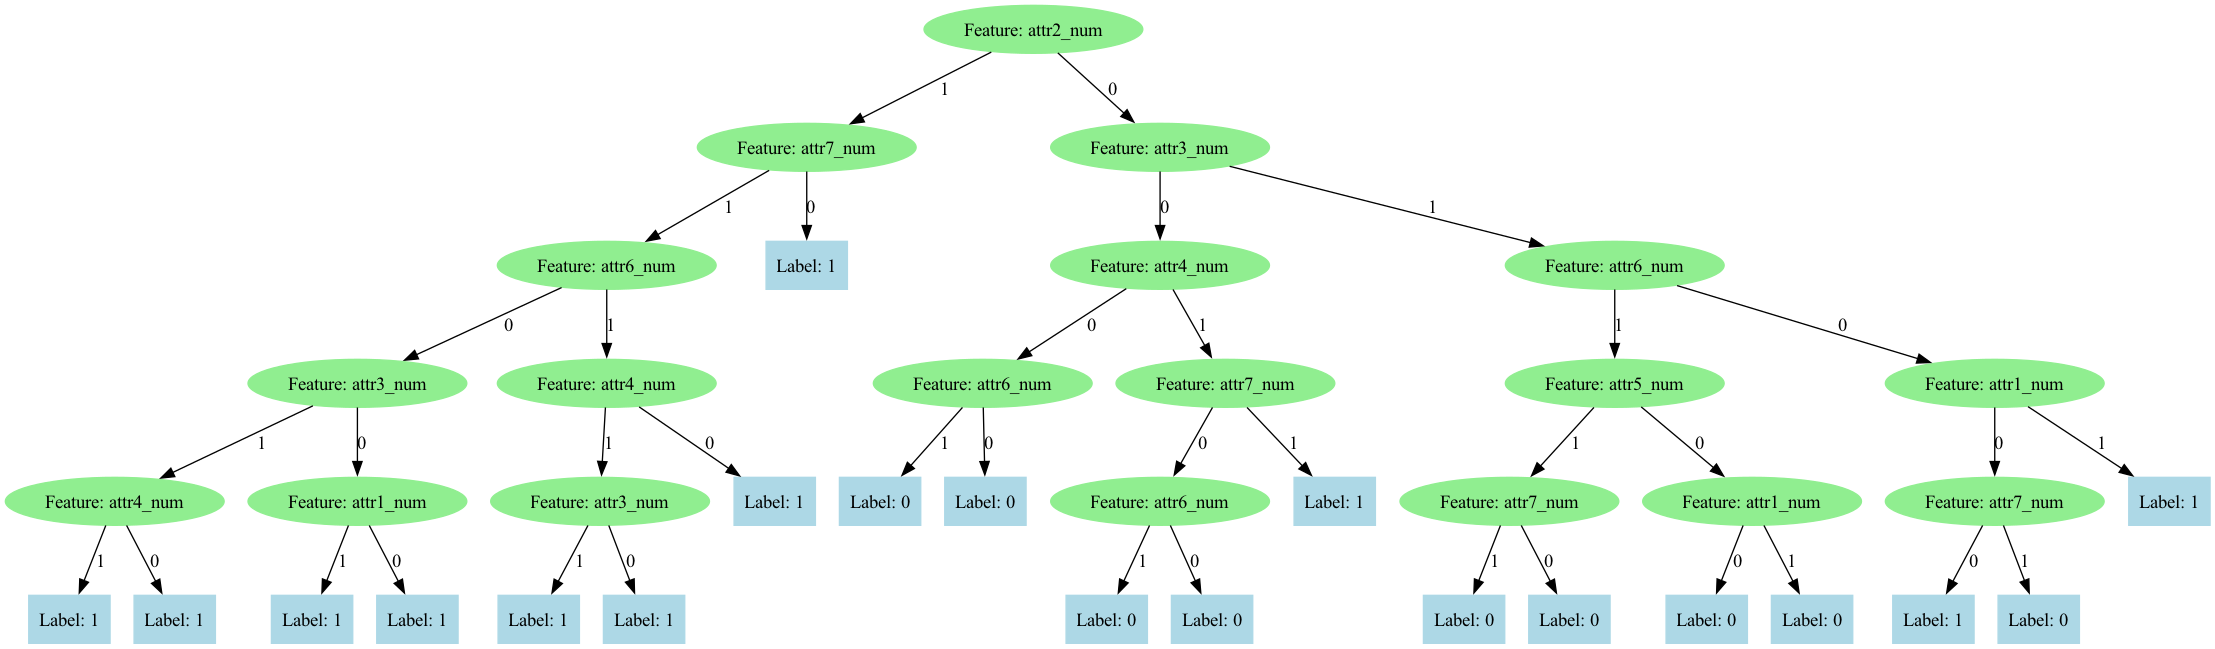 Feature: attr2_num
1
0
Feature: attr7_num
Feature: attr3_num
1
0
0
1
Feature: attr6_num
Label: 1
Feature: attr4_num
Feature: attr6_num
0
1
0
1
1
0
Feature: attr3_num
Feature: attr4_num
Feature: attr6_num
Feature: attr7_num
Feature: attr5_num
Feature: attr1_num
1
0
1
0
1
0
0
1
1
0
0
1
Feature: attr4_num
Feature: attr1_num
Feature: attr3_num
Label: 1
Label: 0
Label: 0
Feature: attr6_num
Label: 1
Feature: attr7_num
Feature: attr1_num
Feature: attr7_num
Label: 1
1
0
1
0
1
0
1
0
1
0
0
1
0
1
Label: 1
Label: 1
Label: 1
Label: 1
Label: 1
Label: 1
Label: 0
Label: 0
Label: 0
Label: 0
Label: 0
Label: 0
Label: 1
Label: 0